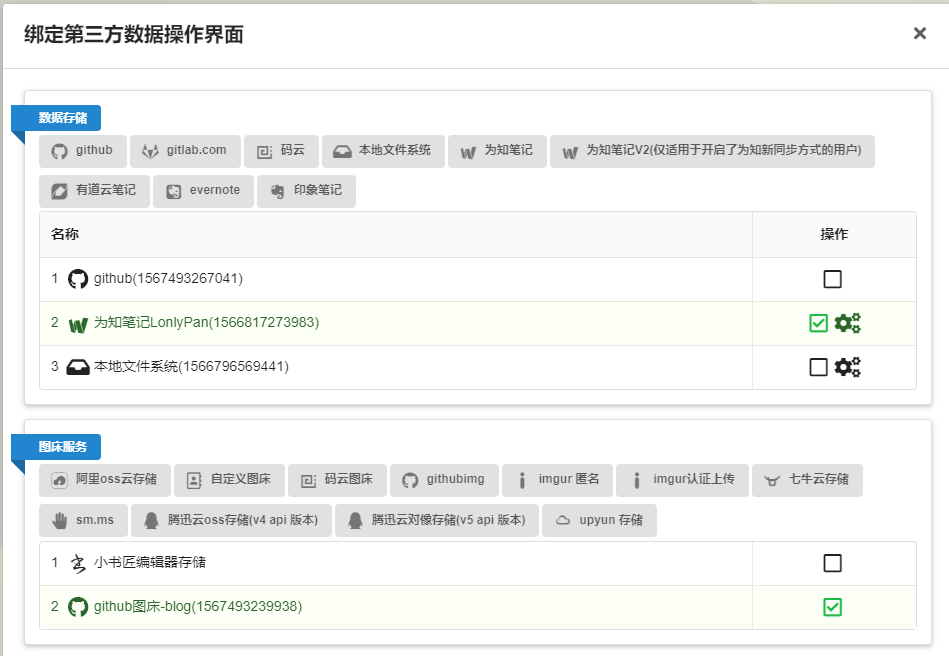 绑定第三方数据操作界面
数据存储
github gitlab.com 码云 本地文件系统 为知笔记 为知笔记V2(仅适用于开启了为知新同步方式的用户)
有道云笔记 evernote 印象笔记
名称 操作
1 github(1567493267041)
2 为知笔记LonlyPan(1566817273983)
3 本地文件系统(1566796569441)
图床服务
阿里oss云存储 自定义图床 码云图床 githubimg imgur 匿名 imgur认证上传 七牛云存储
sm.ms 腾迅云oss存储(v4 api 版本) 腾迅云对像存储(v5 api 版本) upyun 存储
1 小书匠编辑器存储
2 github图床-blog(1567493239938)